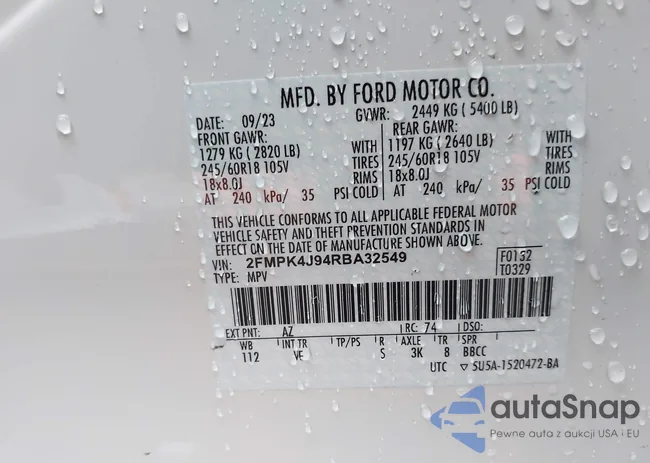 MFD. BY FORD MOTOR CO.
DATE: 09/23 GVWR: 2449 KG ( 5400 LB)
FRONT GAWR: REAR GAWR:
1279 KG ( 2820 LB) WITH 1197 KG ( 2640 LB) WITH
245/60R18 105V TIRES 245/60R18 105V TIRES
18x8.0J RIMS 18x8.0J RIMS
AT 240 kPa/ 35 PSI COLD AT 240 kPa/ 35 PSI COLD
THIS VEHICLE CONFORMS TO ALL APPLICABLE FEDERAL MOTOR
VEHICLE SAFETY AND THEFT PREVENTION STANDARDS IN
EFFECT ON THE DATE OF MANUFACTURE SHOWN ABOVE.
VIN: 2FMPK4J94RBA32549 F0132
TYPE: MPV T0329
EXT PNT: AZ RC: 74 DSO:
WB INT TR TP/PS R AXLE TR SPR
112 VE S 3K 8 BBCC
UTC ▽ SU5A-1520472-BA
autaSnap
Pewne auta z aukcji USA i EU